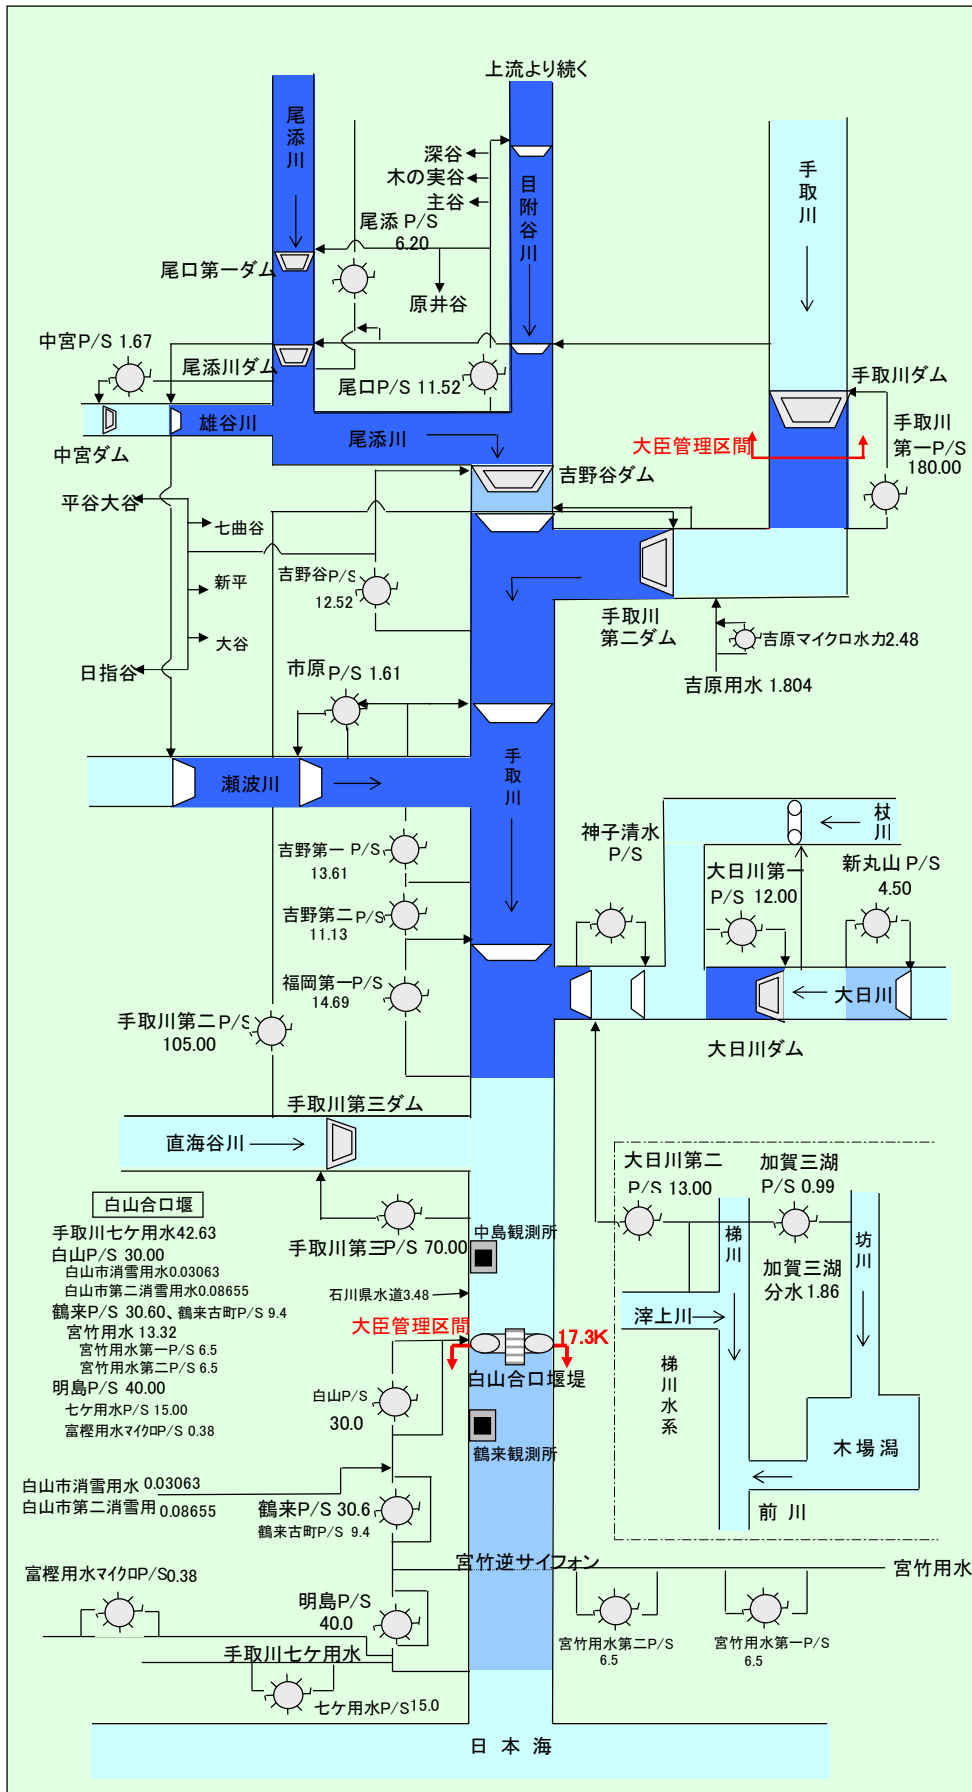 上流より続く
尾添川
深谷
木の実谷
主谷
目附谷川
手取川
尾添 P/S
6.20
尾口第一ダム
原井谷
中宮P/S 1.67
尾添川ダム
尾口P/S 11.52
手取川ダム
雄谷川
尾添川
手取川
第一P/S
180.00
大臣管理区間
中宮ダム
吉野谷ダム
平谷大谷
七曲谷
吉野谷P/S
12.52
新平
手取川
第二ダム
大谷
吉原マイクロ水力2.48
日指谷
市原P/S 1.61
吉原用水 1.804
瀬波川
手取川
杖川
神子清水
P/S
吉野第一 P/S
13.61
大日川第一
P/S 12.00
新丸山 P/S
4.50
吉野第二P/S
11.13
福岡第一P/S
14.69
大日川
手取川第二P/S
105.00
大日川ダム
手取川第三ダム
直海谷川
大日川第二
P/S 13.00
加賀三湖
P/S 0.99
白山合口堰
手取川七ケ用水42.63
白山P/S 30.00
白山市消雪用水0.03063
白山市第二消雪用水0.08655
鶴来P/S 30.60、鶴来古町P/S 9.4
宮竹用水 13.32
宮竹用水第一P/S 6.5
宮竹用水第二P/S 6.5
明島P/S 40.00
七ケ用水P/S 15.00
富樫用水マイクロP/S 0.38
手取川第三P/S 70.00
中島観測所
梯川
坊川
加賀三湖
分水1.86
石川県水道3.48
滓上川
大臣管理区間
17.3K
白山合口堰堤
梯川水系
白山P/S
30.0
鶴来観測所
木場潟
白山市消雪用水 0.03063
白山市第二消雪用 0.08655
前 川
鶴来P/S 30.6
鶴来古町P/S 9.4
宮竹逆サイフォン
宮竹用水
富樫用水マイクロP/S0.38
明島P/S
40.0
宮竹用水第二P/S
6.5
宮竹用水第一P/S
6.5
手取川七ケ用水
七ケ用水P/S15.0
日 本 海